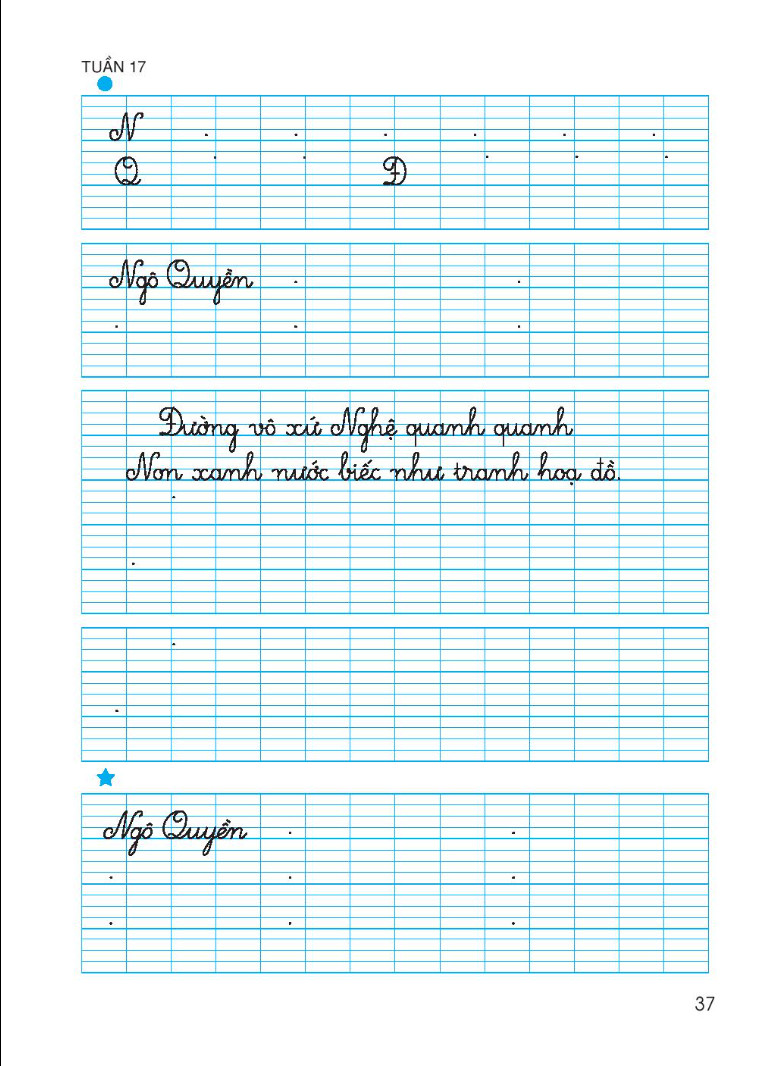 TUẦN 17
N
Q Đ
Ngô Quyền
Đường vô xứ Nghệ quanh quanh
Non xanh nước biếc như tranh hoạ đồ.
Ngô Quyền
37